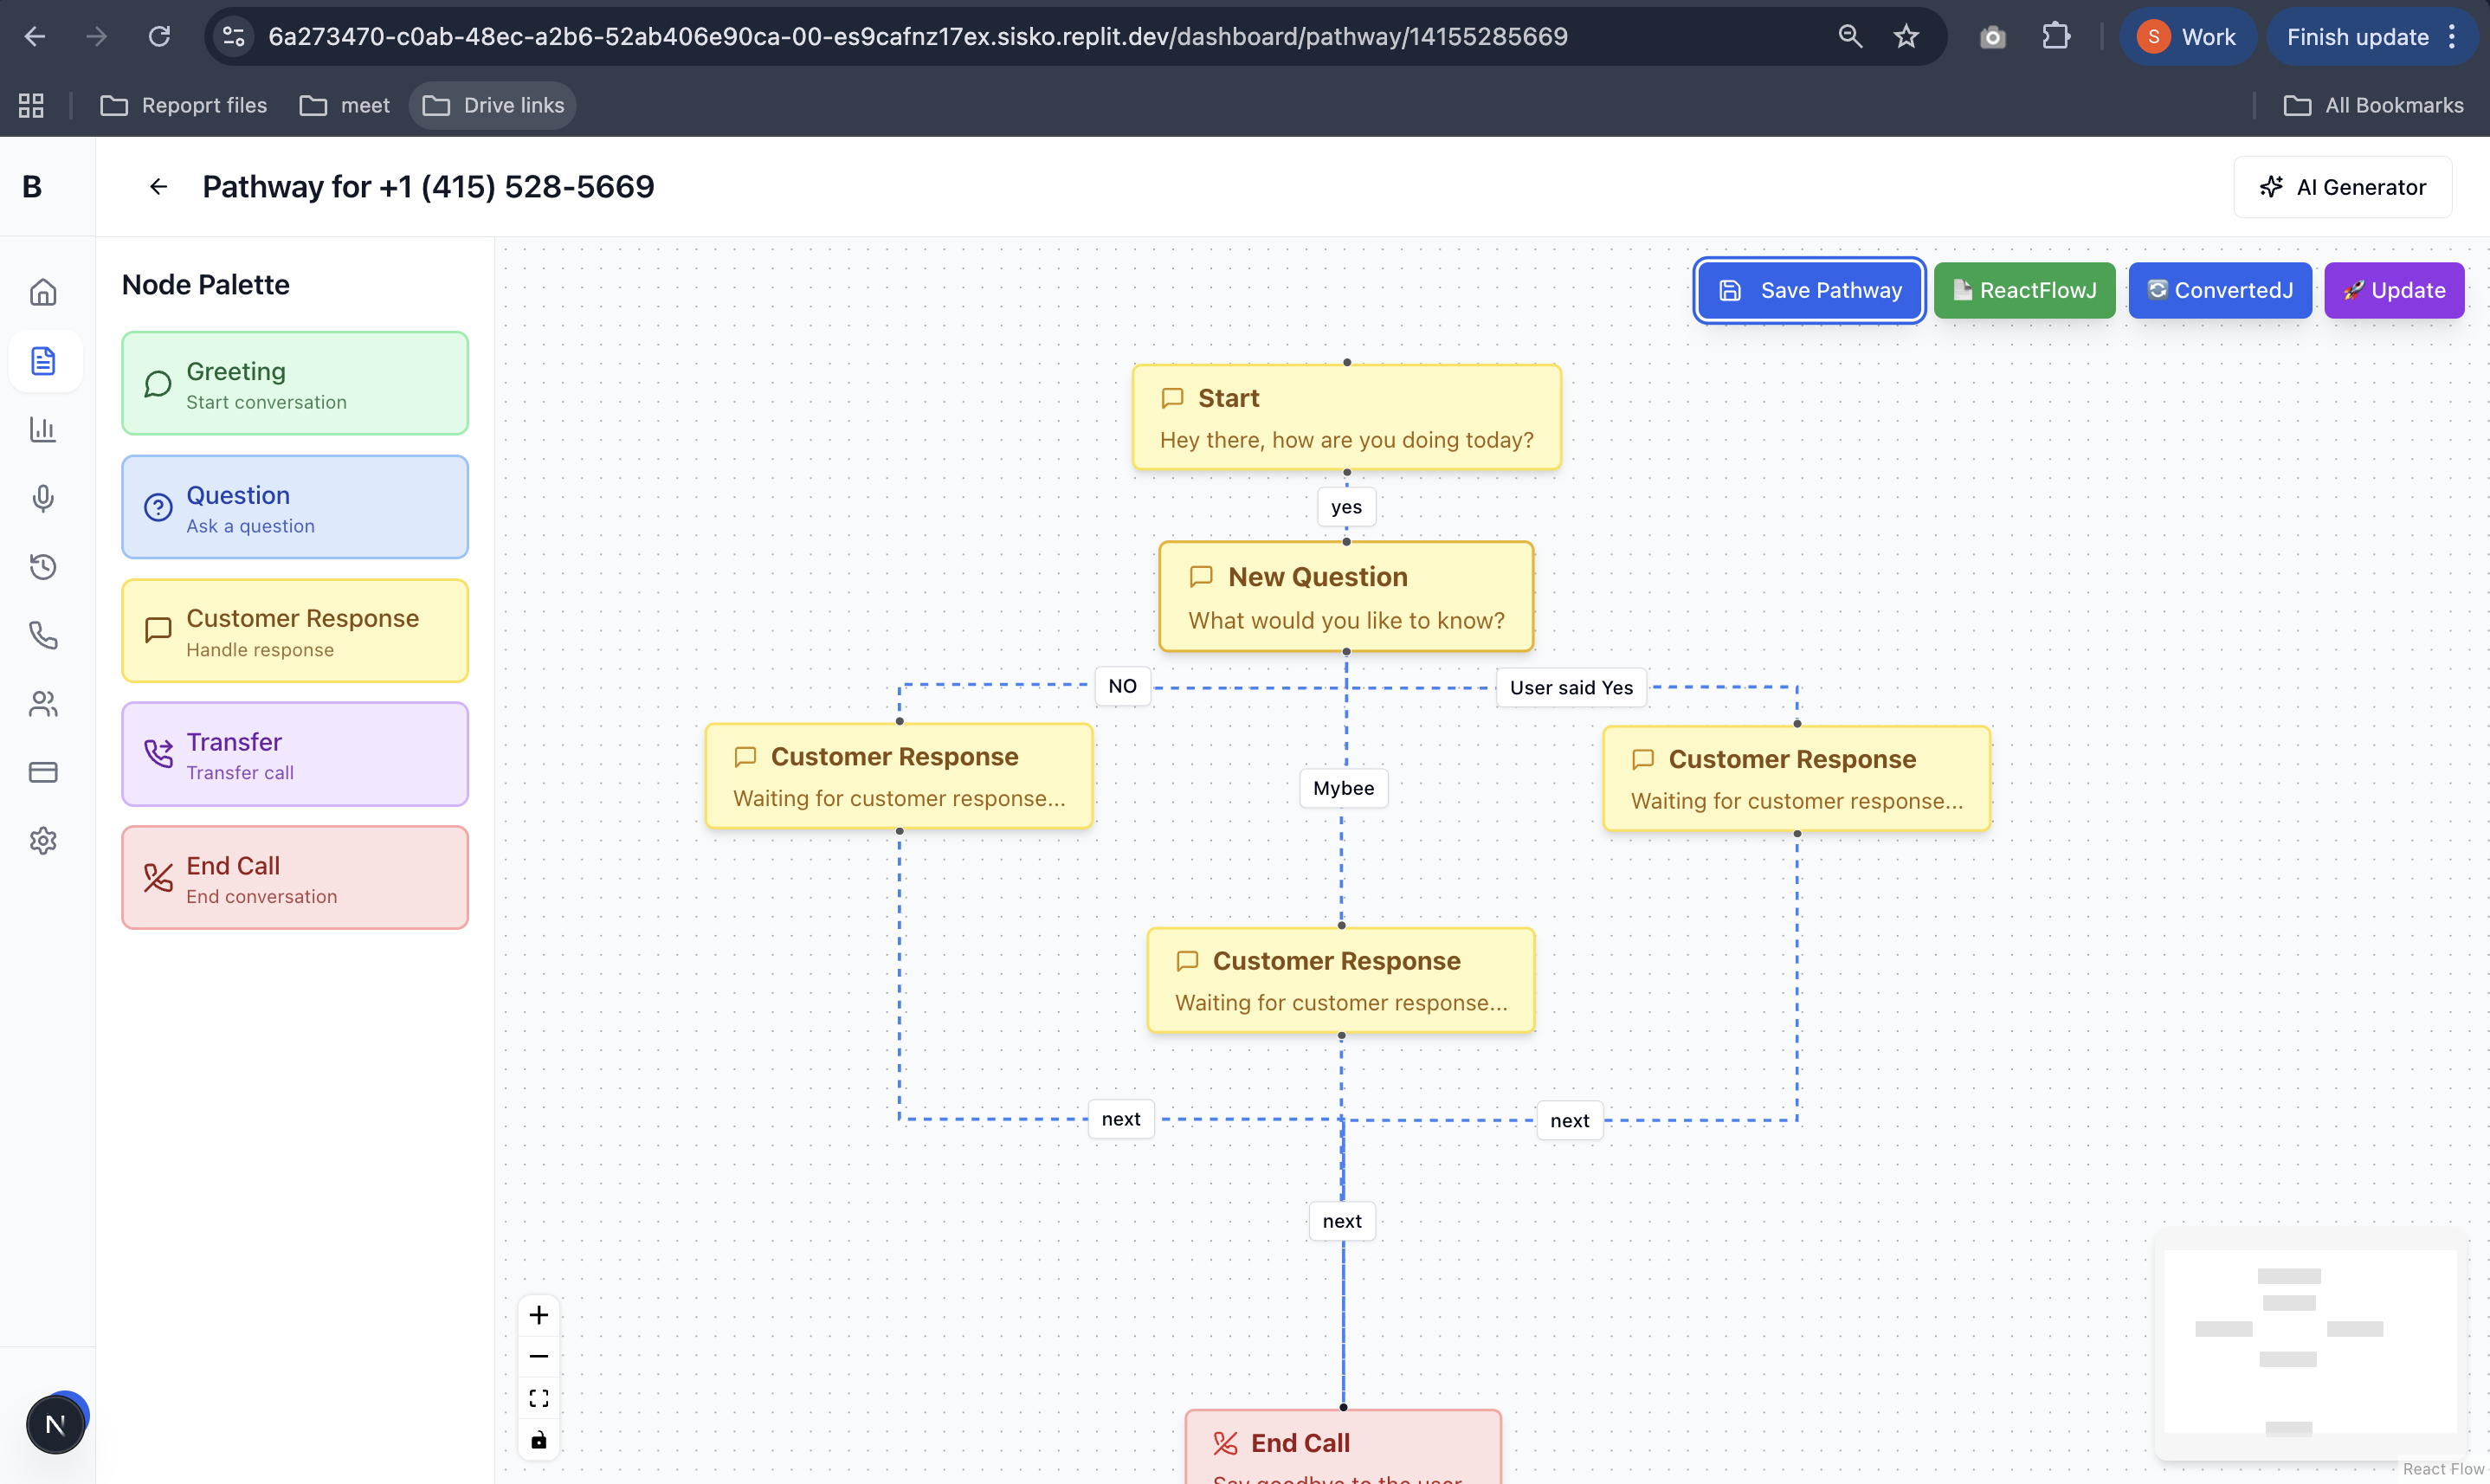 6a273470-c0ab-48ec-a2b6-52ab406e90ca-00-es9cafnz17ex.sisko.replit.dev/dashboard/pathway/14155285669
S Work
Finish update
Repoprt files
meet
Drive links
All Bookmarks
B
Pathway for +1 (415) 528-5669
AI Generator
Node Palette
Greeting
Start conversation
Question
Ask a question
Customer Response
Handle response
Transfer
Transfer call
End Call
End conversation
Save Pathway
ReactFlowJ
ConvertedJ
Update
Start
Hey there, how are you doing today?
yes
New Question
What would you like to know?
NO
User said Yes
Customer Response
Waiting for customer response...
Mybee
Customer Response
Waiting for customer response...
Customer Response
Waiting for customer response...
next
next
next
End Call
Say goodbye to the user
N
React Flow